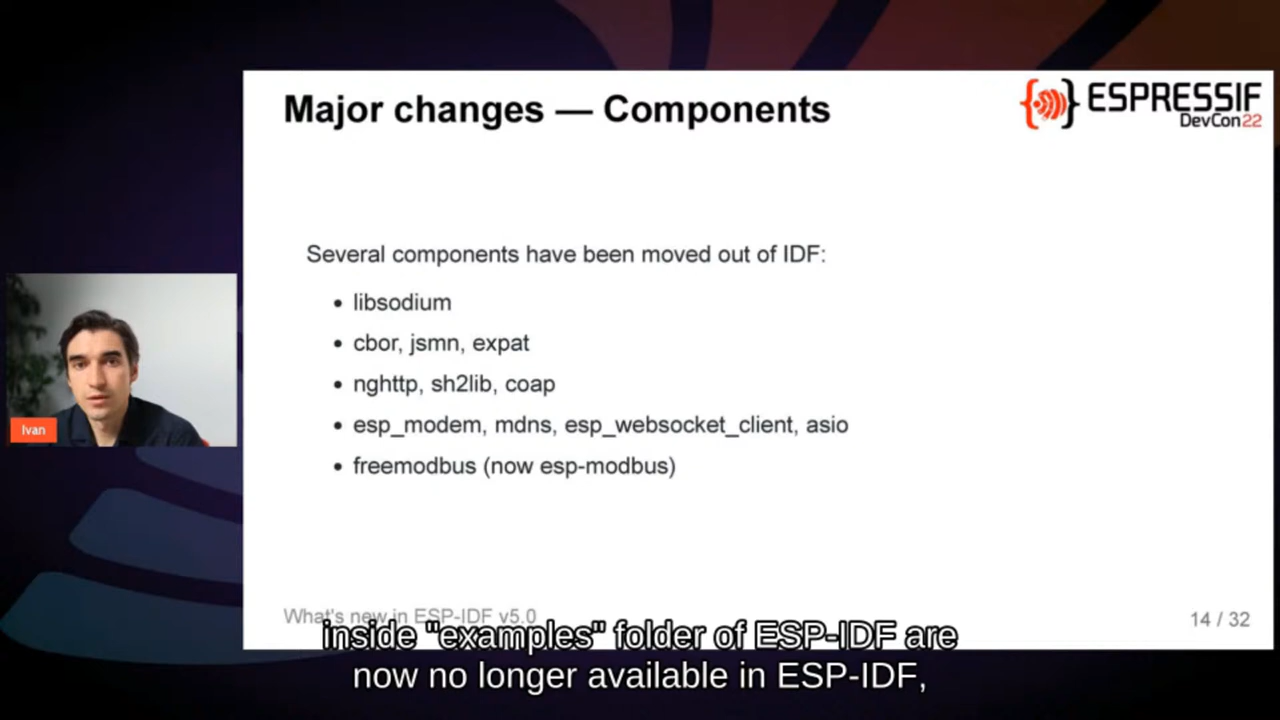 Major changes — Components
ESPRESSIF
DevCon22
Several components have been moved out of IDF:
• libsodium
• cbor, jsmn, expat
• nghttp, sh2lib, coap
• esp_modem, mdns, esp_websocket_client, asio
• freemodbus (now esp-modbus)
Ivan
What's new in ESP-IDF v5.0
14 / 32
inside "examples" folder of ESP-IDF are
now no longer available in ESP-IDF,